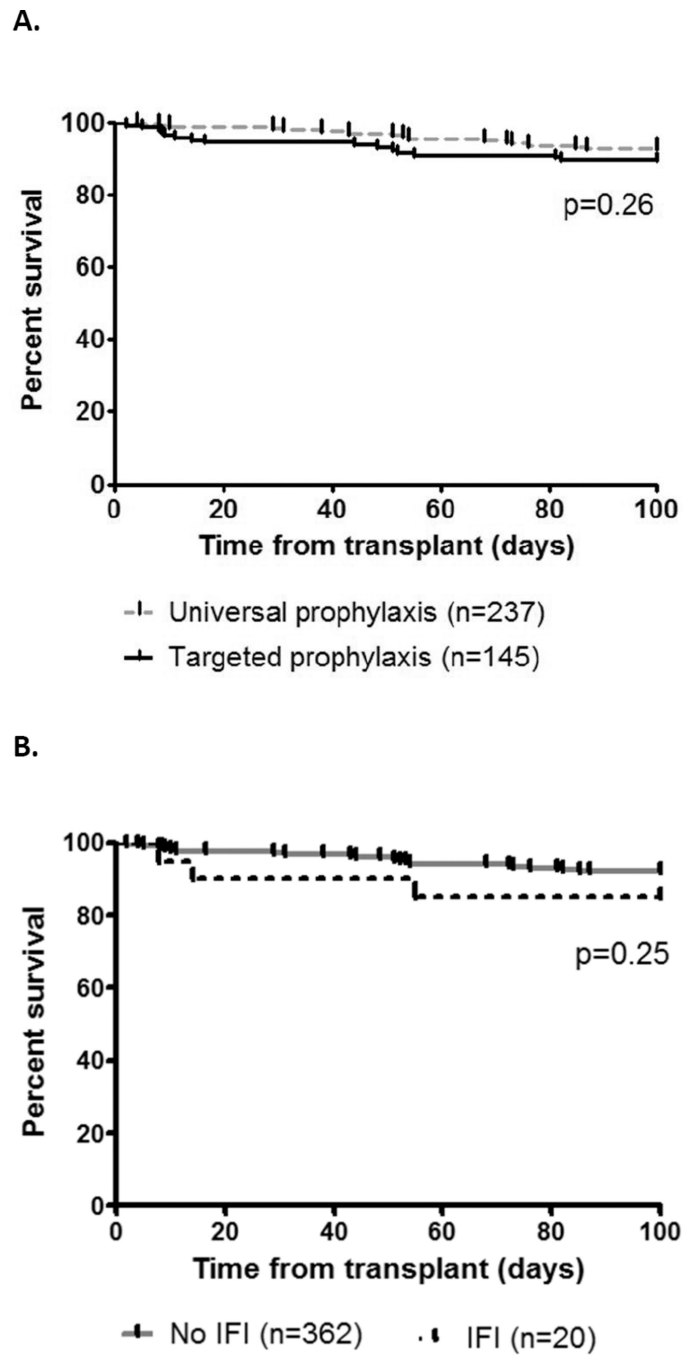 A.
100
80
60
40
20
0
Percent survival
p=0.26
0 20 40 60 80 100
Time from transplant (days)
Universal prophylaxis (n=237)
Targeted prophylaxis (n=145)
B.
100
80
60
40
20
0
Percent survival
p=0.25
0 20 40 60 80 100
Time from transplant (days)
No IFI (n=362) IFI (n=20)